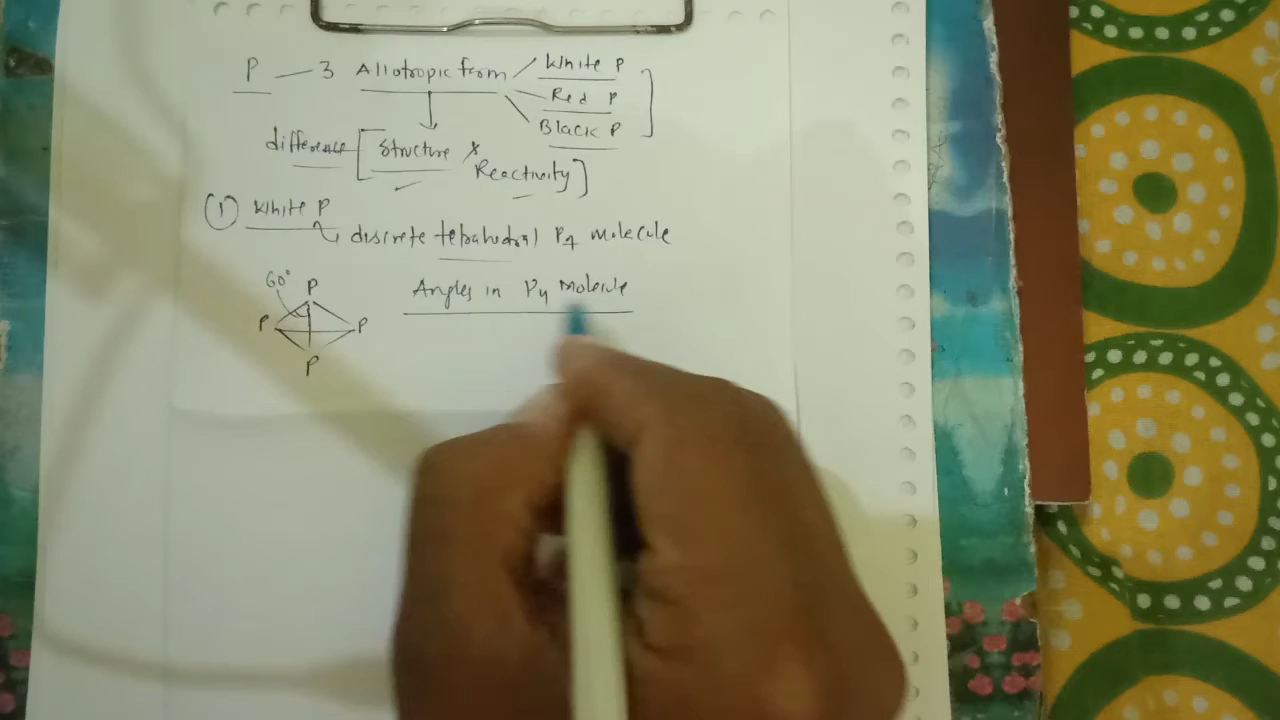 P — 3 Allotropic form White P
Red P
Black P
difference [Structure & Reactivity]
(1) White P
discrete tetrahedral P4 molecule
60°
P
P P
P
Angles in P4 Molecule